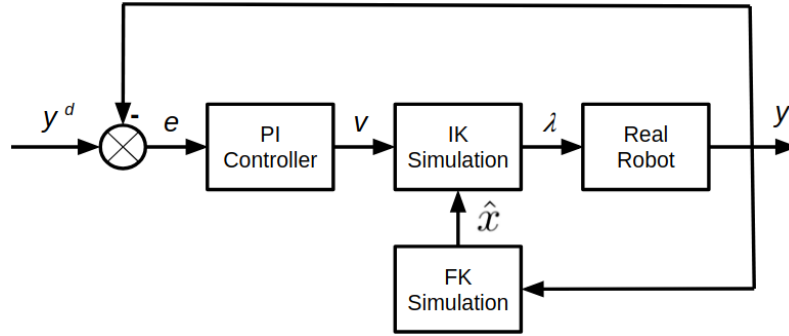 -
y d
e
PI
Controller
v
IK
Simulation
λ
Real
Robot
y
x̂
FK
Simulation